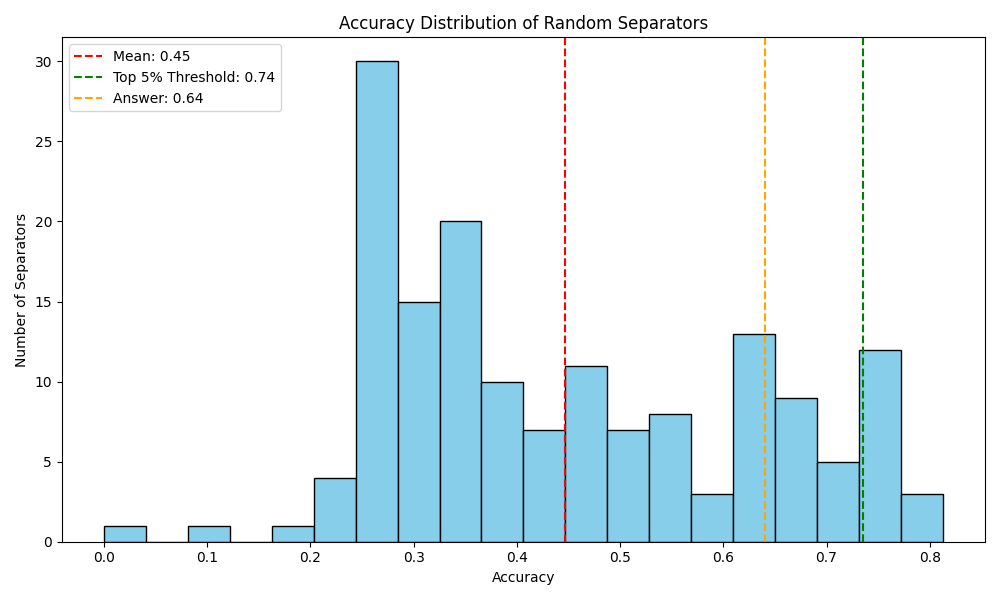 Accuracy Distribution of Random Separators
Mean: 0.45
Top 5% Threshold: 0.74
Answer: 0.64
Number of Separators
30
25
20
15
10
5
0
0.0 0.1 0.2 0.3 0.4 0.5 0.6 0.7 0.8
Accuracy